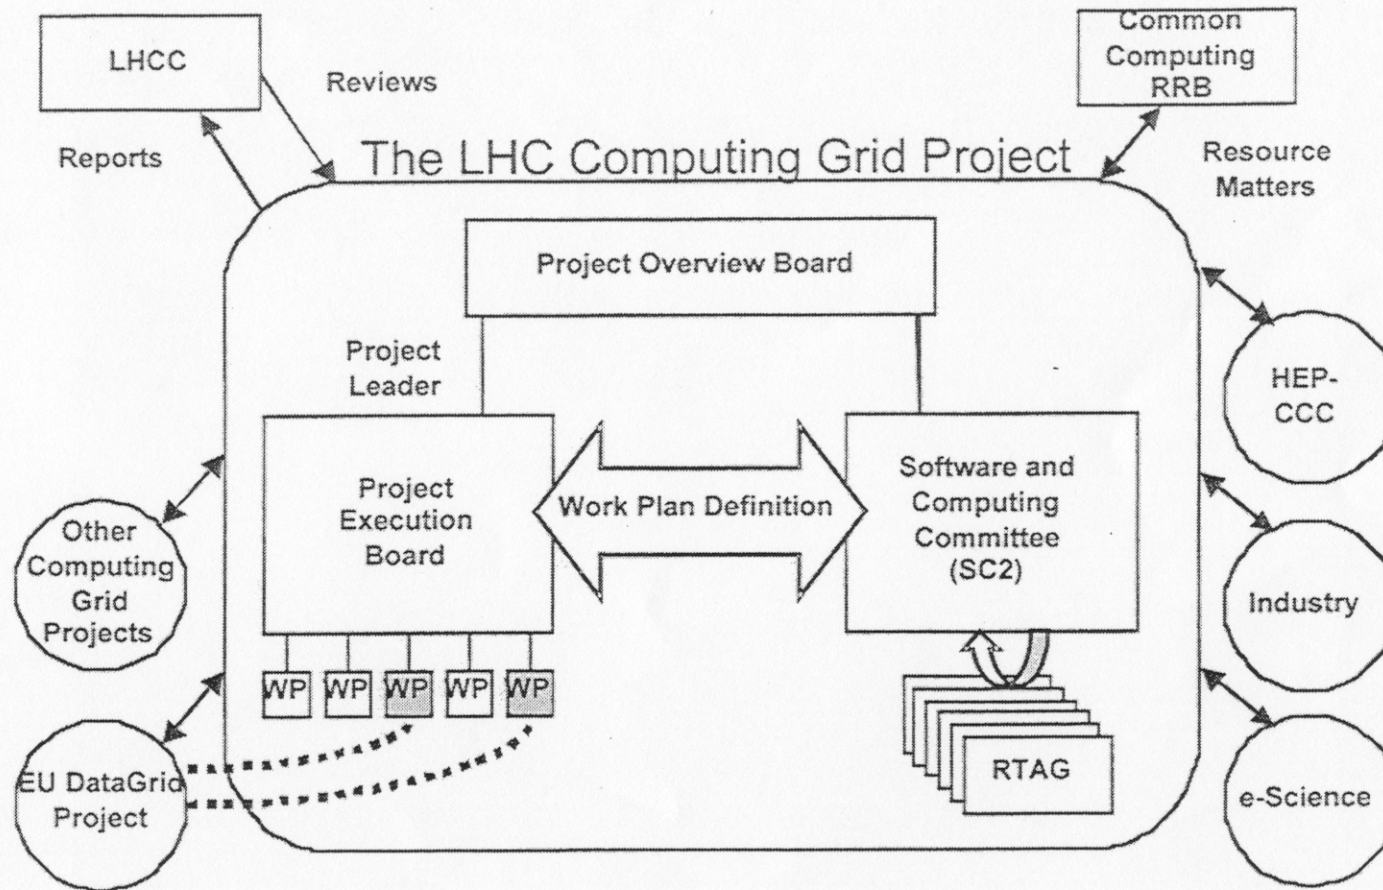 LHCC
Reviews
Reports
Common
Computing
RRB
Resource
Matters
The LHC Computing Grid Project
Project Overview Board
Project
Leader
Project
Execution
Board
Work Plan Definition
Software and
Computing
Committee
(SC2)
HEP-
CCC
Other
Computing
Grid
Projects
Industry
WP
WP
WP
WP
WP
EU DataGrid
Project
RTAG
e-Science